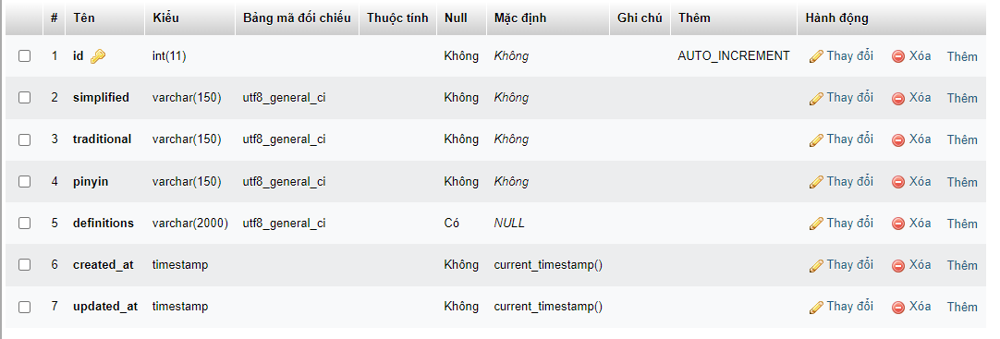 # Tên Kiểu Bảng mã đối chiếu Thuộc tính Null Mặc định Ghi chú Thêm Hành động
1 id int(11) Không Không AUTO_INCREMENT Thay đổi Xóa Thêm
2 simplified varchar(150) utf8_general_ci Không Không Thay đổi Xóa Thêm
3 traditional varchar(150) utf8_general_ci Không Không Thay đổi Xóa Thêm
4 pinyin varchar(150) utf8_general_ci Không Không Thay đổi Xóa Thêm
5 definitions varchar(2000) utf8_general_ci Có NULL Thay đổi Xóa Thêm
6 created_at timestamp Không current_timestamp() Thay đổi Xóa Thêm
7 updated_at timestamp Không current_timestamp() Thay đổi Xóa Thêm